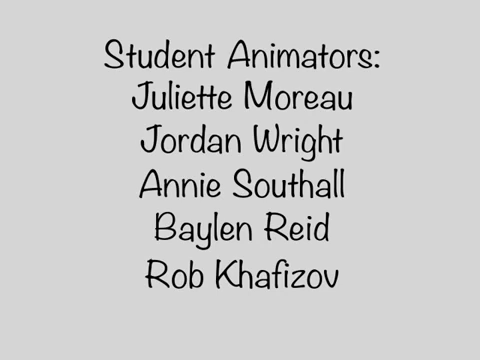 Student Animators:
Juliette Moreau
Jordan Wright
Annie Southall
Baylen Reid
Rob Khafizov